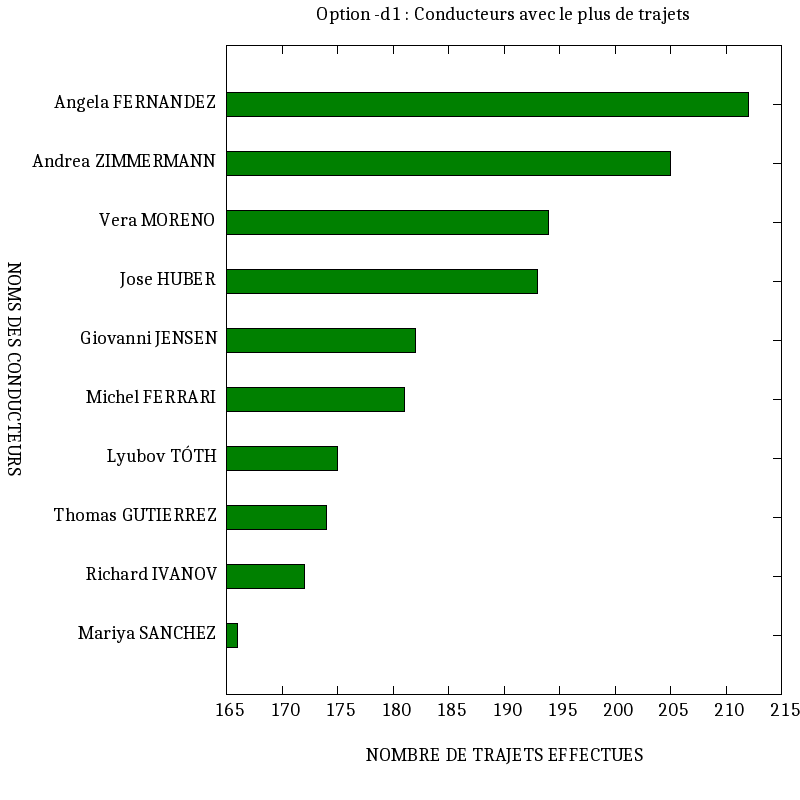 Option -d1 : Conducteurs avec le plus de trajets
Angela FERNANDEZ
Andrea ZIMMERMANN
Vera MORENO
Jose HUBER
Giovanni JENSEN
Michel FERRARI
Lyubov TÓTH
Thomas GUTIERREZ
Richard IVANOV
Mariya SANCHEZ
NOMS DES CONDUCTEURS
165 170 175 180 185 190 195 200 205 210 215
NOMBRE DE TRAJETS EFFECTUES